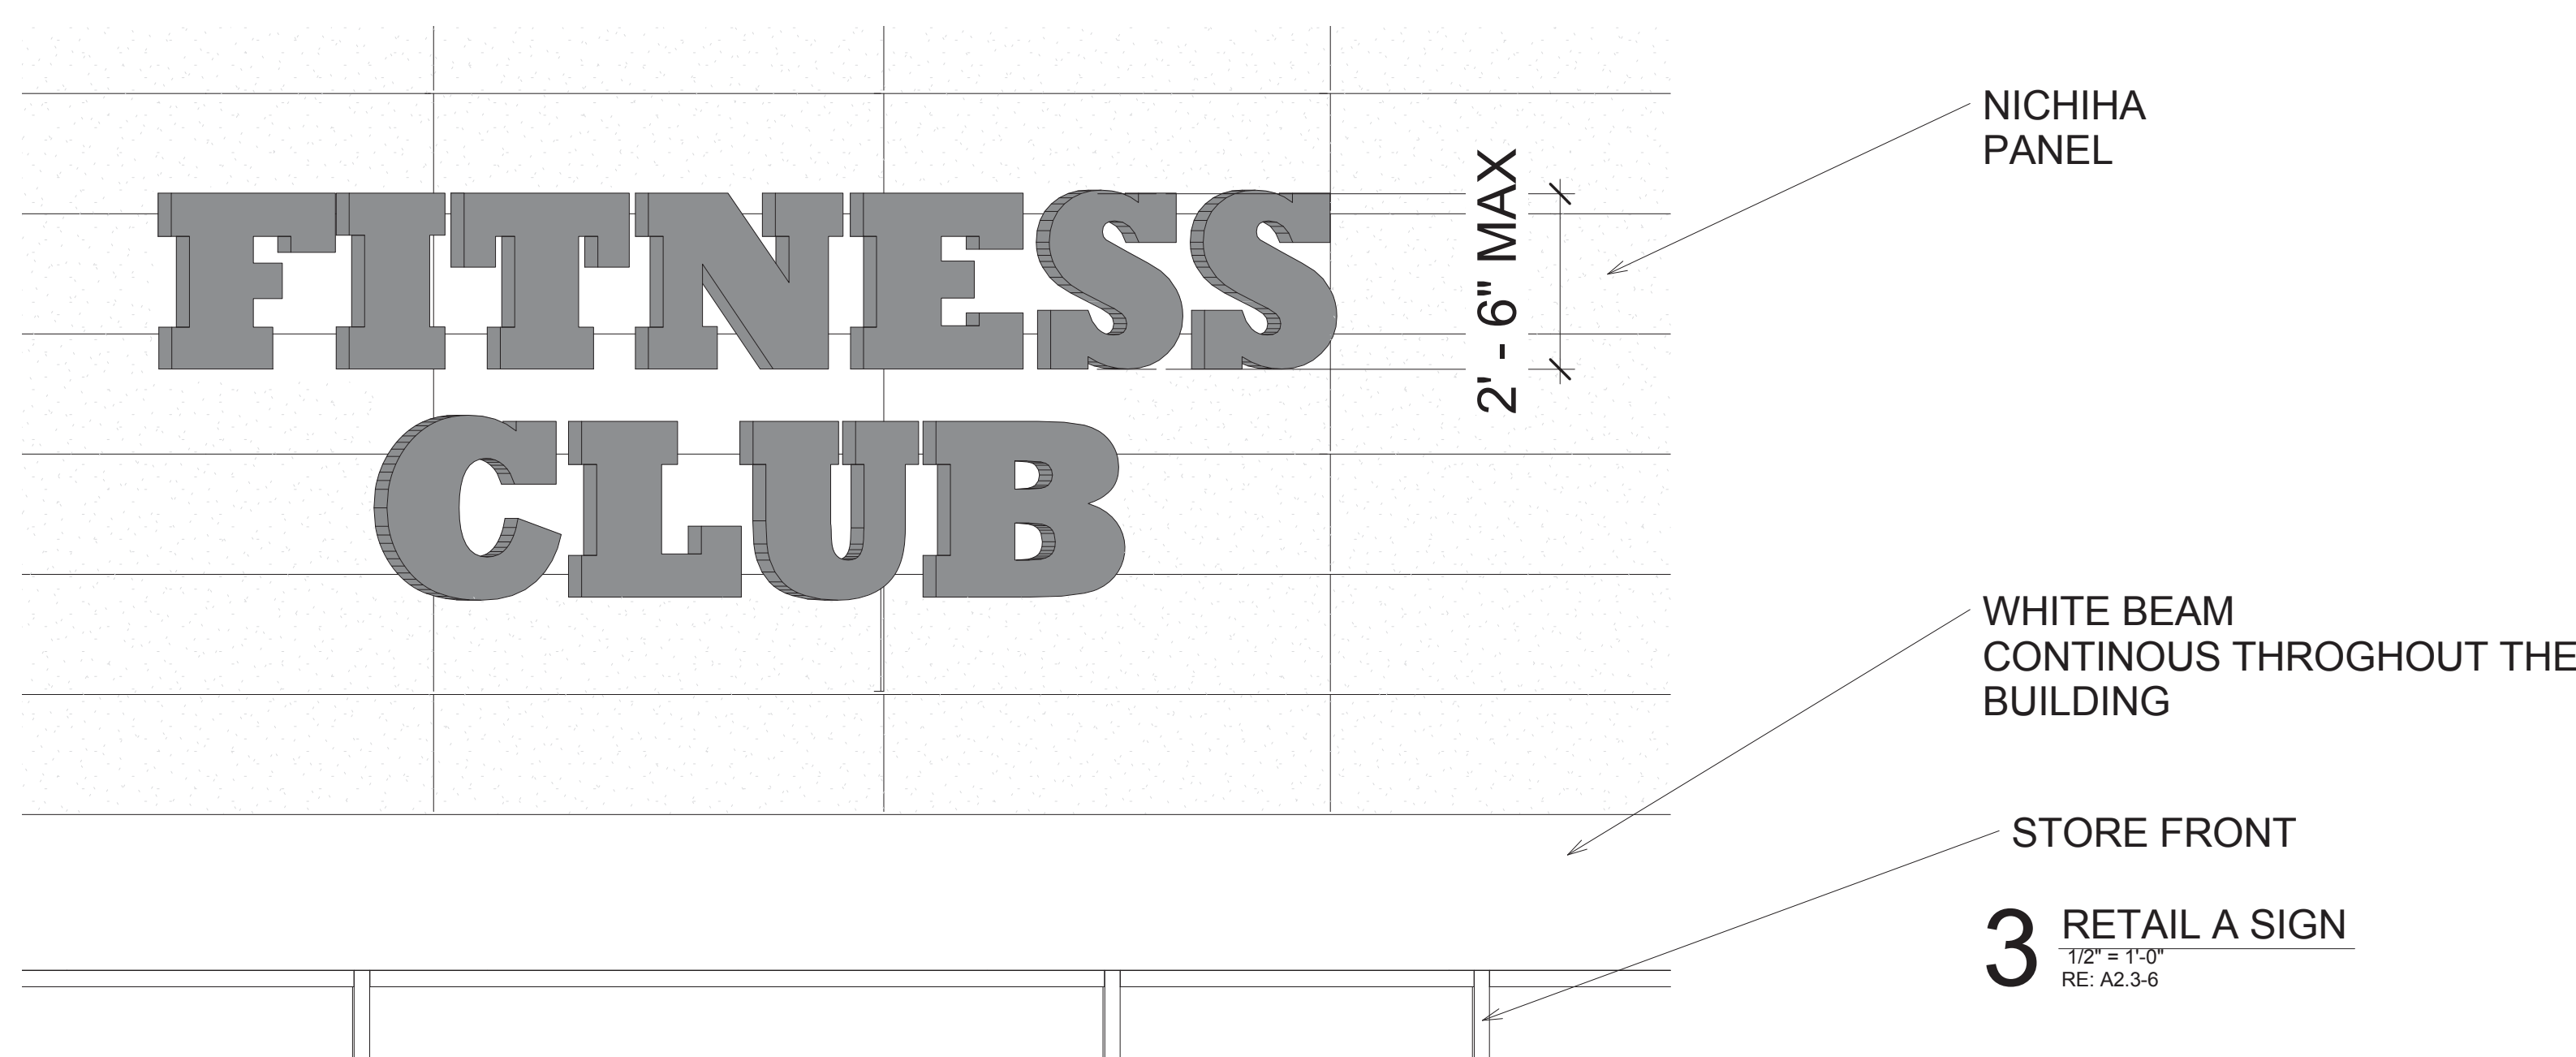 FITNESS
CLUB
2' - 6" MAX
NICHIHA
PANEL
WHITE BEAM
CONTINOUS THROGHOUT THE
BUILDING
STORE FRONT
3 RETAIL A SIGN
1/2" = 1'-0"
RE: A2.3-6